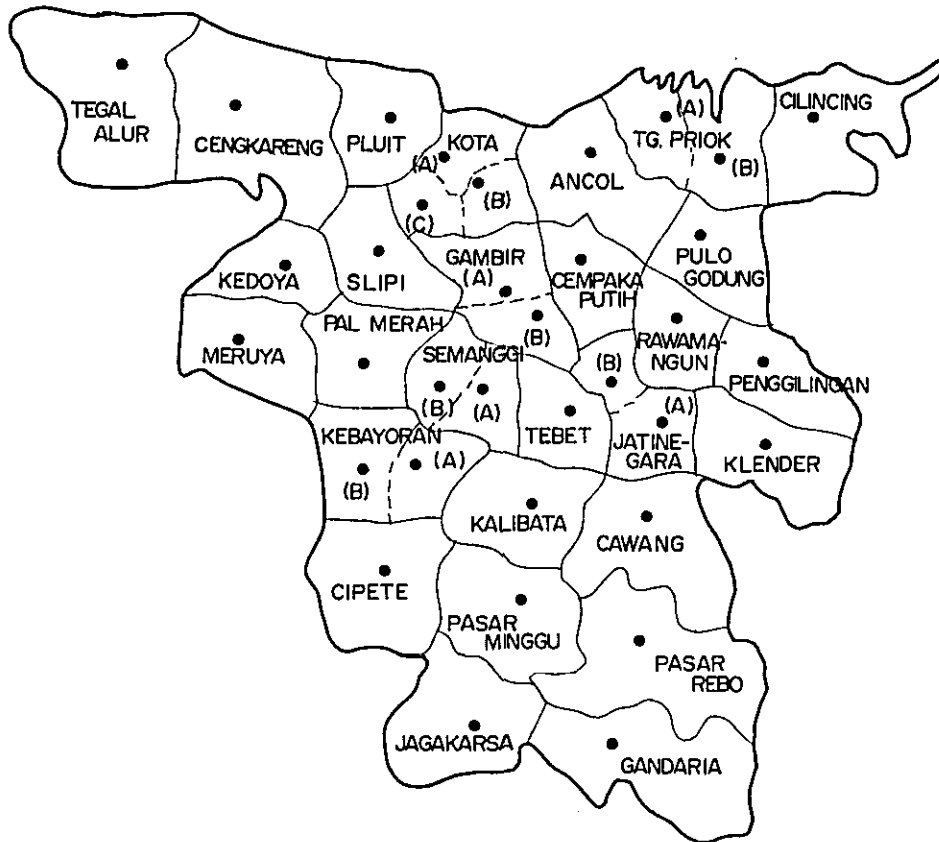 TEGAL
ALUR
CENGKARENG
PLUIT
KOTA
(A)
(B)
(C)
ANCOL
(A)
TG. PRIOK
(B)
CILINCING
KEDOYA
SLIPI
GAMBIR
(A)
(B)
CEMPAKA
PUTIH
PULO
GODUNG
MERUYA
PAL MERAH
SEMANGGI
(B)
(A)
RAWAMA-
NGUN
PENGGILINGAN
KEBAYORAN
(B)
(A)
TEBET
(B)
(A)
JATINE-
GARA
KLENDER
KALIBATA
CAWANG
CIPETE
PASAR
MINGGU
PASAR
REBO
JAGAKARSA
GANDARIA